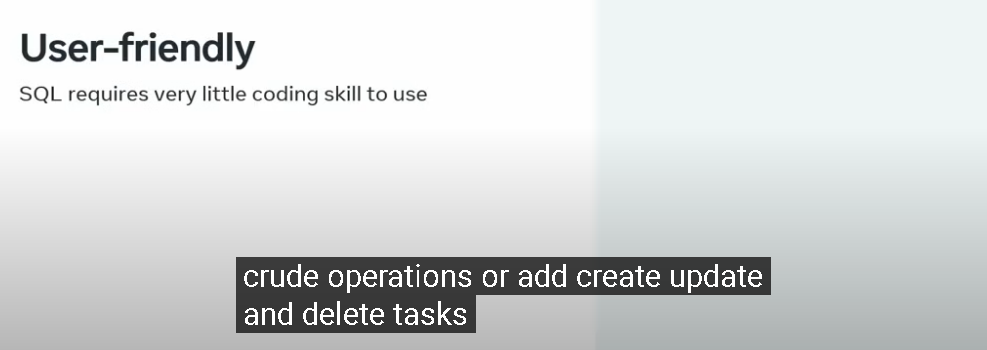 User-friendly
SQL requires very little coding skill to use
crude operations or add create update
and delete tasks